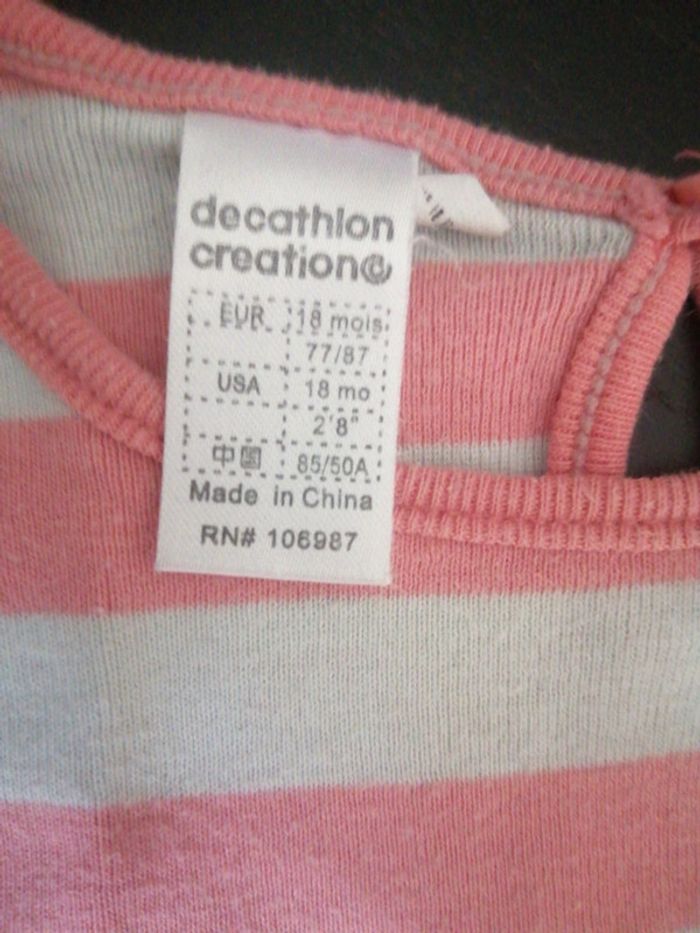 decathlon
creation
EUR 18 mois
77/87
USA 18 mo
2'8"
中国 85/50A
Made in China
RN# 106987